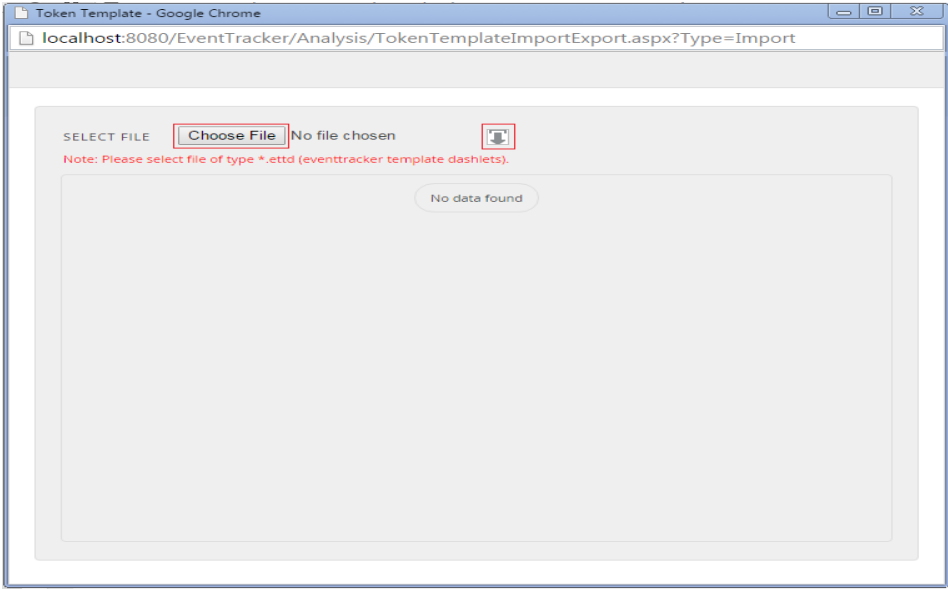 Token Template - Google Chrome
localhost:8080/EventTracker/Analysis/TokenTemplateImportExport.aspx?Type=Import
SELECT FILE Choose File No file chosen
Note: Please select file of type *.ettd (eventtracker template dashlets).
No data found